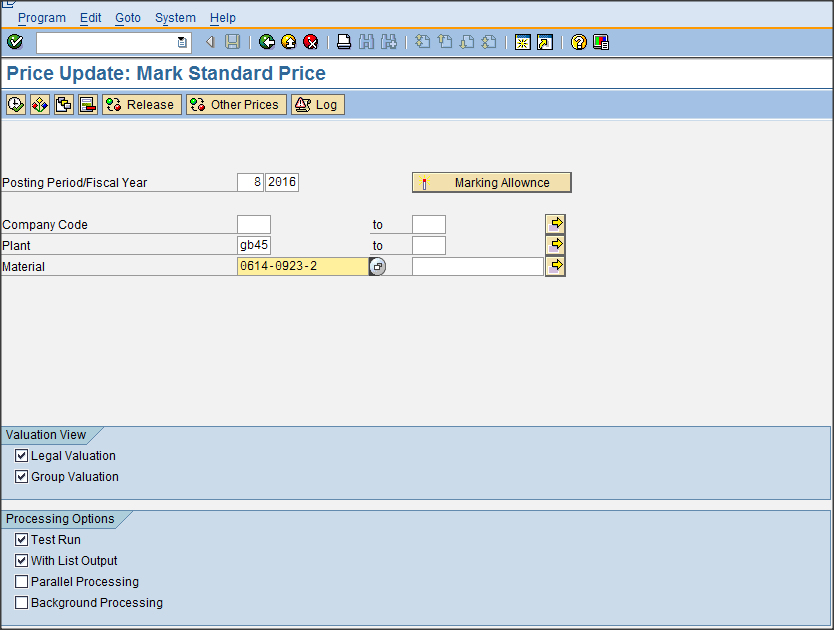 Program Edit Goto System Help
Price Update: Mark Standard Price
Release Other Prices Log
Posting Period/Fiscal Year 8 2016 Marking Allownce
Company Code to
Plant gb45 to
Material 0614-0923-2
Valuation View
Legal Valuation
Group Valuation
Processing Options
Test Run
With List Output
Parallel Processing
Background Processing